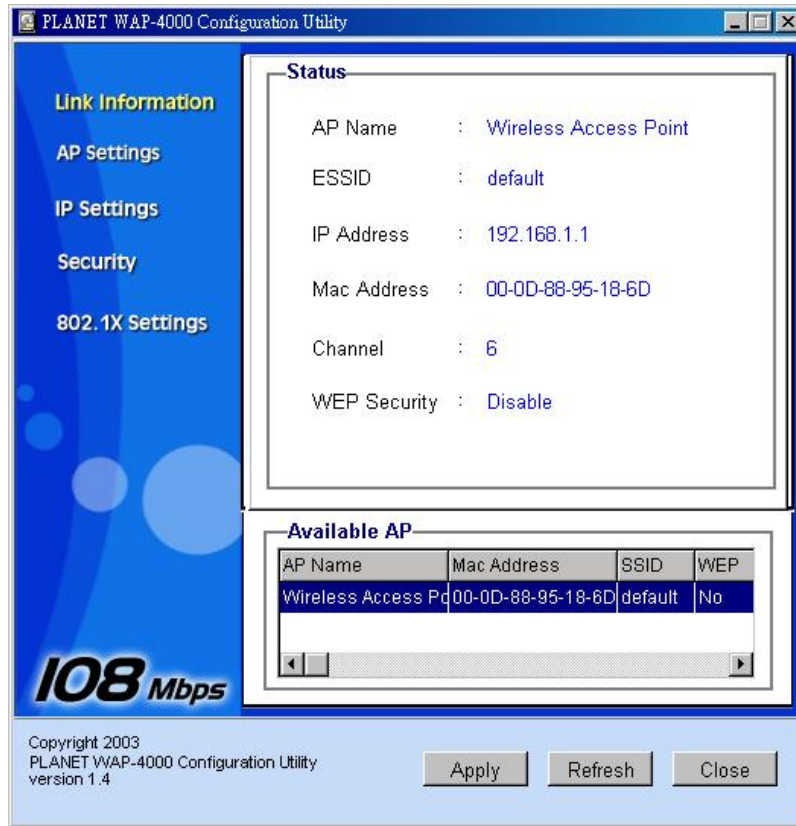 PLANET WAP-4000 Configuration Utility
Link Information
AP Settings
IP Settings
Security
802.1X Settings
108 Mbps
Status
AP Name : Wireless Access Point
ESSID : default
IP Address : 192.168.1.1
Mac Address : 00-0D-88-95-18-6D
Channel : 6
WEP Security : Disable
Available AP
AP Name Mac Address SSID WEP
Wireless Access Po 00-0D-88-95-18-6D default No
Copyright 2003
PLANET WAP-4000 Configuration Utility
version 1.4
Apply Refresh Close